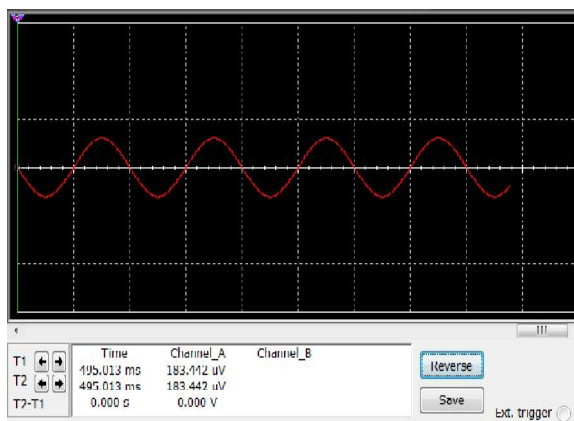 Time Channel_A Channel_B
T1 495.013 ms 183.442 uV
T2 495.013 ms 183.442 uV
T2-T1 0.000 s 0.000 V
Reverse
Save
Ext. trigger